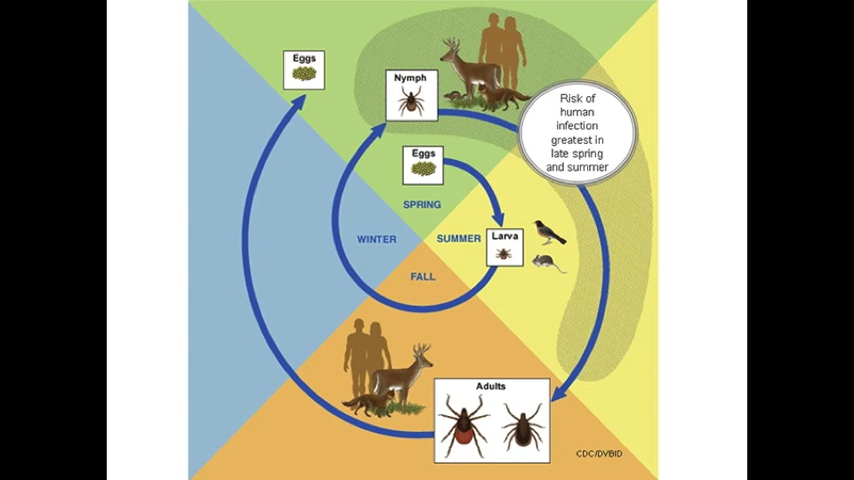 Eggs
Nymph
Risk of
human
infection
greatest in
late spring
and summer
Eggs
SPRING
WINTER
SUMMER
Larva
FALL
Adults
CDC/DVBID